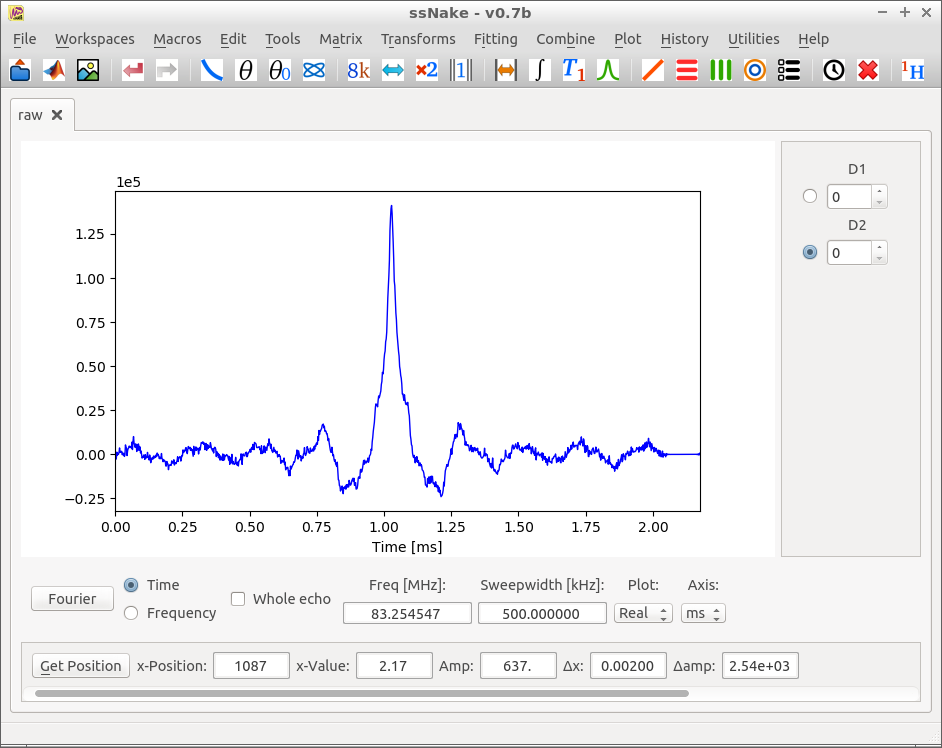 ssNake - v0.7b
File Workspaces Macros Edit Tools Matrix Transforms Fitting Combine Plot History Utilities Help
θ θ0 8k ×2 |1| ∫ T1 1H
raw
D1
0
D2
0
1e5
1.25
1.00
0.75
0.50
0.25
0.00
−0.25
0.00 0.25 0.50 0.75 1.00 1.25 1.50 1.75 2.00
Time [ms]
Fourier
Time
Frequency
Whole echo
Freq [MHz]: Sweepwidth [kHz]: Plot: Axis:
83.254547 500.000000 Real ms
Get Position x-Position: 1087 x-Value: 2.17 Amp: 637. Δx: 0.00200 Δamp: 2.54e+03